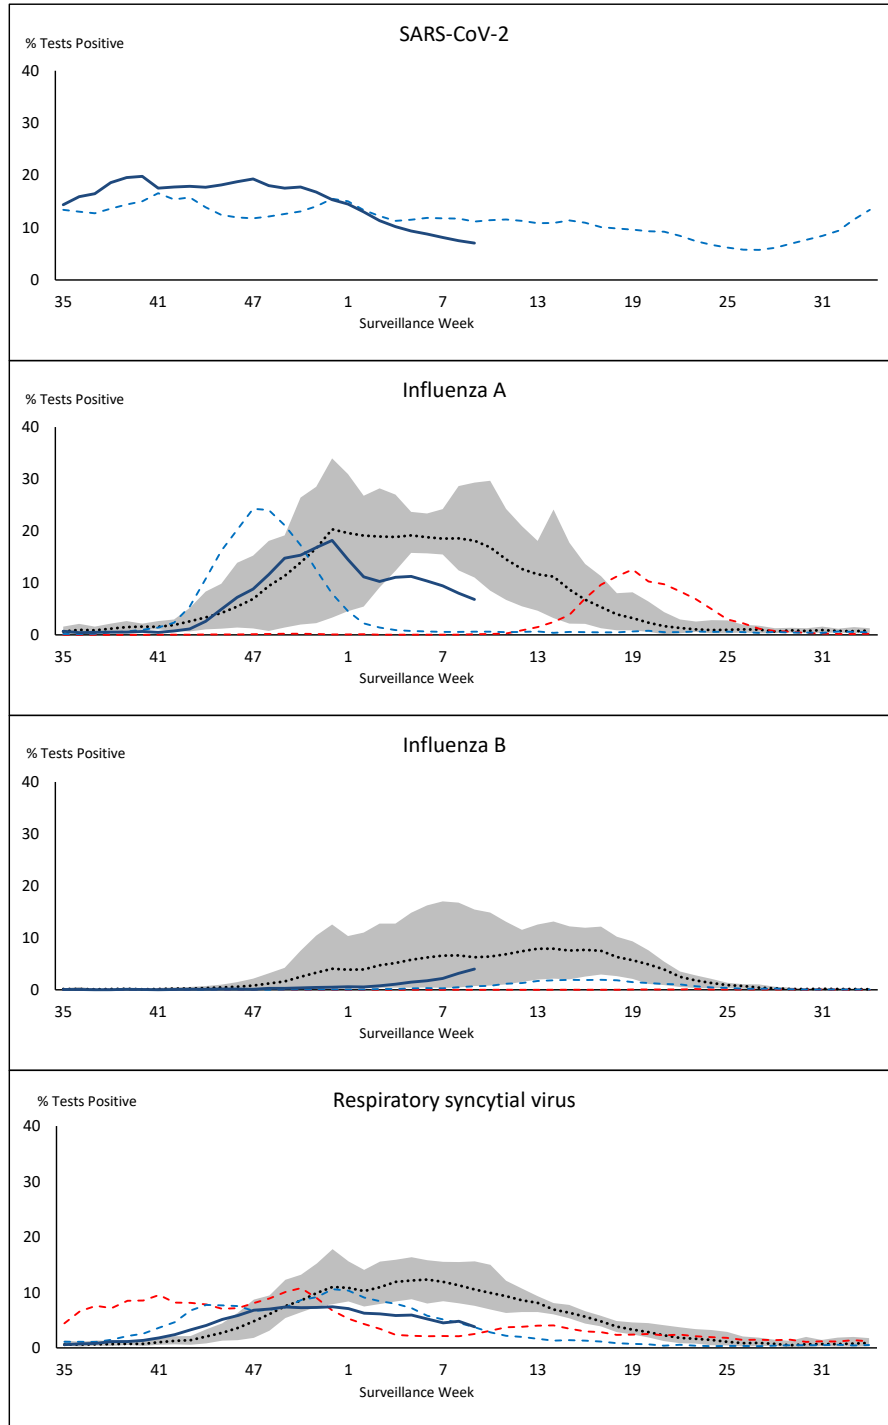 SARS-CoV-2
% Tests Positive
40
30
20
10
0
35 41 47 1 7 13 19 25 31
Surveillance Week
Influenza A
% Tests Positive
40
30
20
10
0
35 41 47 1 7 13 19 25 31
Surveillance Week
Influenza B
% Tests Positive
40
30
20
10
0
35 41 47 1 7 13 19 25 31
Surveillance Week
Respiratory syncytial virus
% Tests Positive
40
30
20
10
0
35 41 47 1 7 13 19 25 31
Surveillance Week